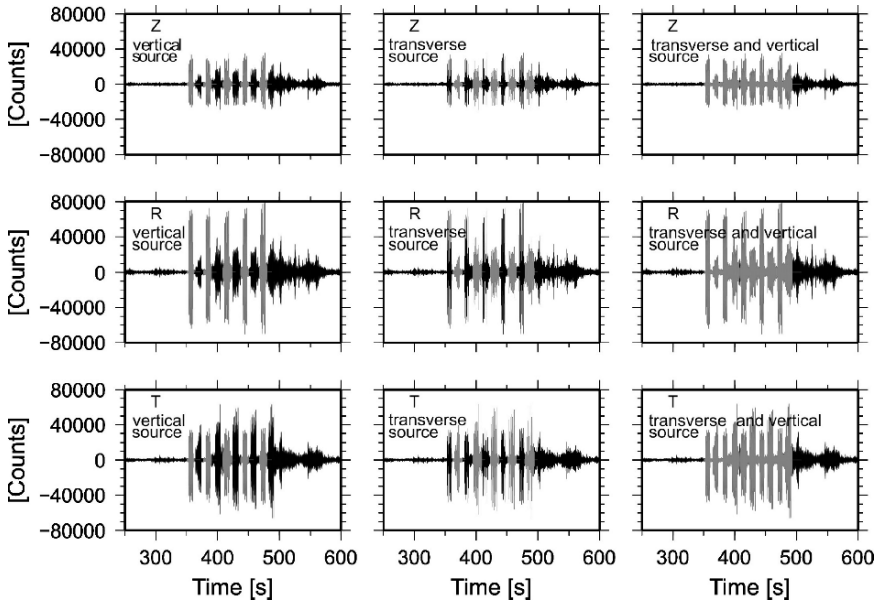 Z
vertical
source
Z
transverse
source
Z
transverse and vertical
source
80000
40000
0
−40000
−80000
[Counts]
R
vertical
source
R
transverse
source
R
transverse and vertical
source
80000
40000
0
−40000
−80000
[Counts]
T
vertical
source
T
transverse
source
T
transverse and vertical
source
80000
40000
0
−40000
−80000
[Counts]
300 400 500 600
300 400 500 600
300 400 500 600
Time [s]
Time [s]
Time [s]